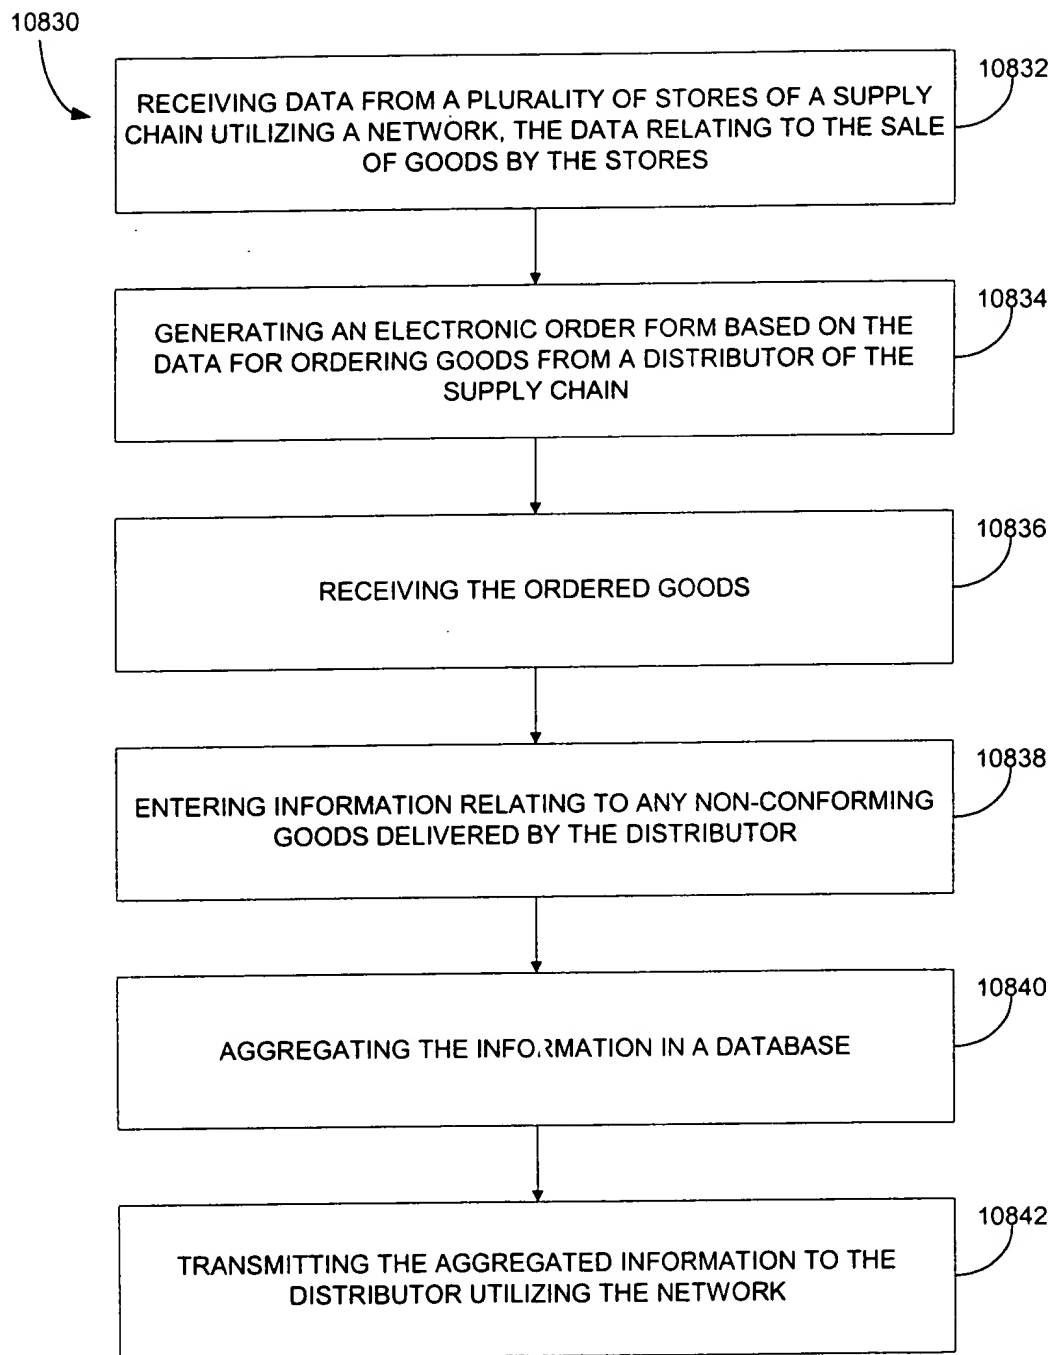 10830
10832
RECEIVING DATA FROM A PLURALITY OF STORES OF A SUPPLY
CHAIN UTILIZING A NETWORK, THE DATA RELATING TO THE SALE
OF GOODS BY THE STORES
10834
GENERATING AN ELECTRONIC ORDER FORM BASED ON THE
DATA FOR ORDERING GOODS FROM A DISTRIBUTOR OF THE
SUPPLY CHAIN
10836
RECEIVING THE ORDERED GOODS
10838
ENTERING INFORMATION RELATING TO ANY NON-CONFORMING
GOODS DELIVERED BY THE DISTRIBUTOR
10840
AGGREGATING THE INFORMATION IN A DATABASE
10842
TRANSMITTING THE AGGREGATED INFORMATION TO THE
DISTRIBUTOR UTILIZING THE NETWORK